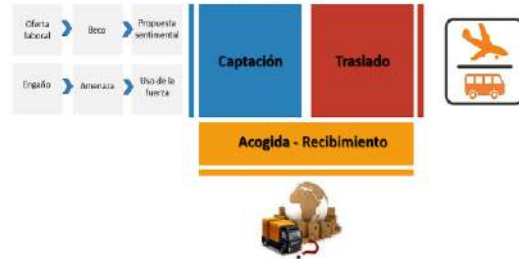 Oferta
laboral
Beca
Propuesta
sentimental
Engaño
Amenaza
Uso de la
fuerza
Captación
Traslado
Acogida - Recibimiento